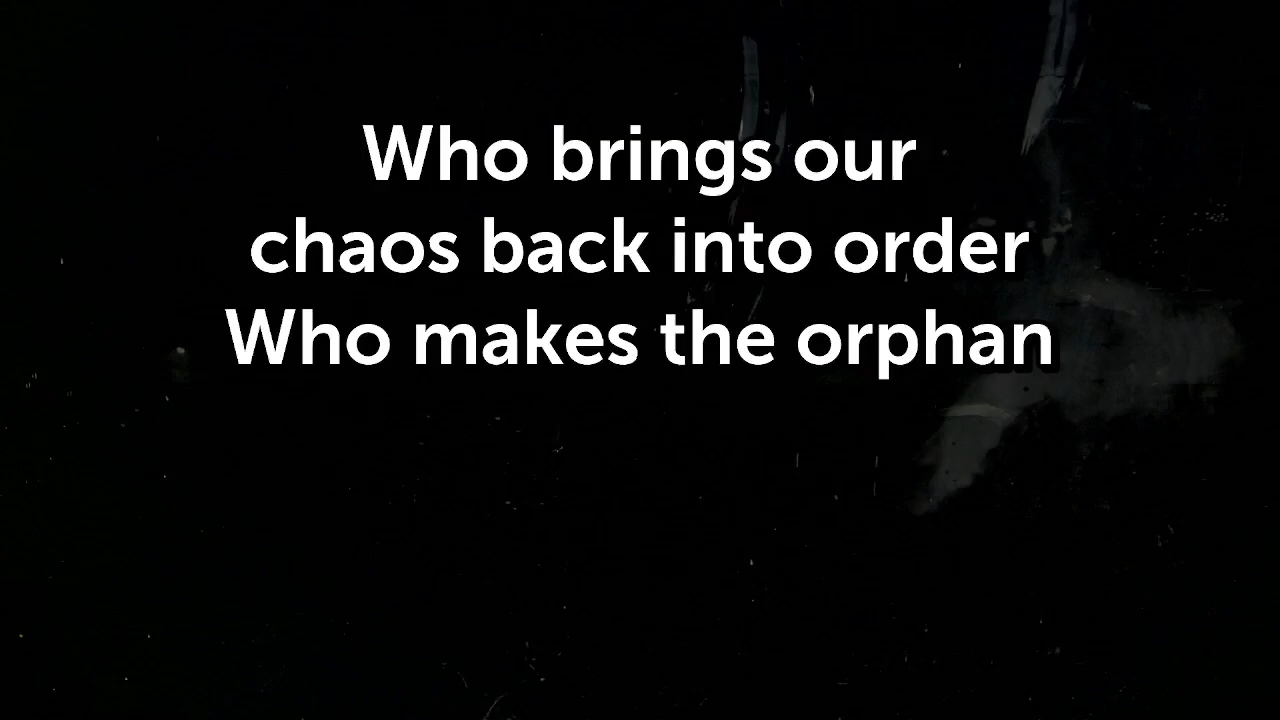 Who brings our
chaos back into order
Who makes the orphan